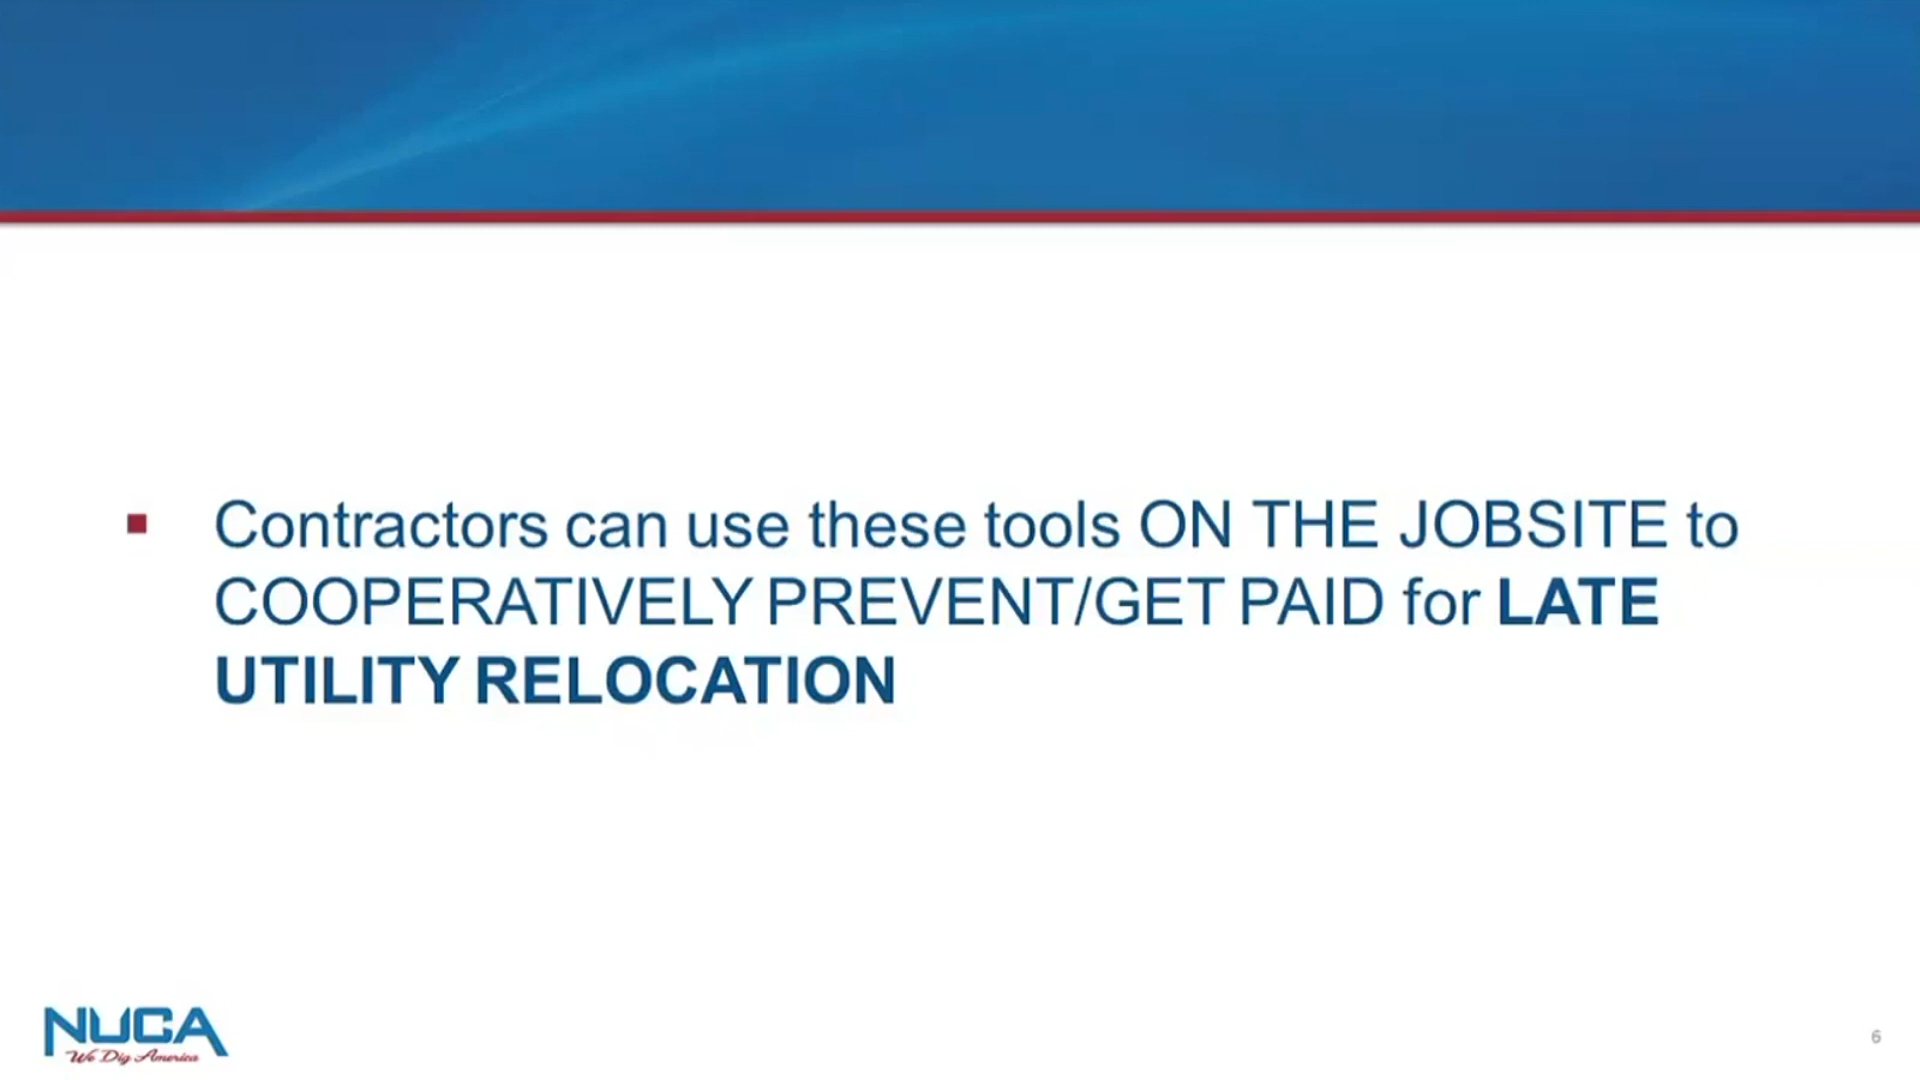 ▪ Contractors can use these tools ON THE JOBSITE to
COOPERATIVELY PREVENT/GET PAID for LATE
UTILITY RELOCATION
NUCA
We Dig America
6